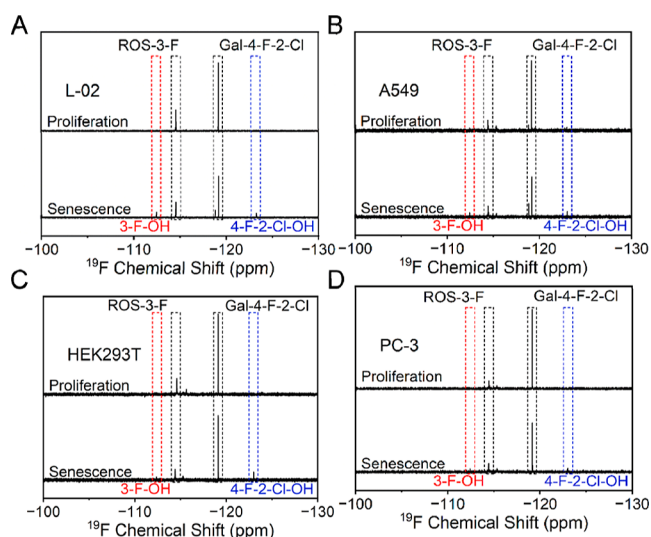 A
ROS-3-F Gal-4-F-2-Cl
L-02
Proliferation
Senescence
3-F-OH 4-F-2-Cl-OH
−100 −110 −120 −130
¹⁹F Chemical Shift (ppm)
B
ROS-3-F Gal-4-F-2-Cl
A549
Proliferation
Senescence
3-F-OH 4-F-2-Cl-OH
−100 −110 −120 −130
¹⁹F Chemical Shift (ppm)
C
ROS-3-F Gal-4-F-2-Cl
HEK293T
Proliferation
Senescence
3-F-OH 4-F-2-Cl-OH
−100 −110 −120 −130
¹⁹F Chemical Shift (ppm)
D
ROS-3-F Gal-4-F-2-Cl
PC-3
Proliferation
Senescence
3-F-OH 4-F-2-Cl-OH
−100 −110 −120 −130
¹⁹F Chemical Shift (ppm)